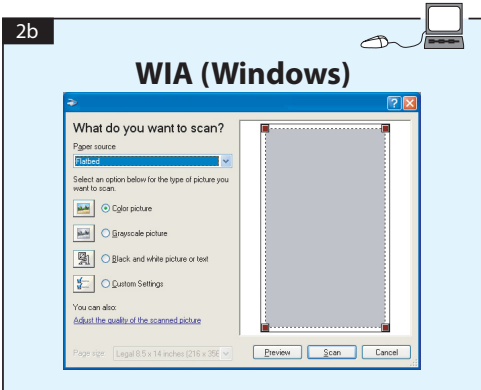 2b
WIA (Windows)
What do you want to scan?
Paper source
Flatbed
Select an option below for the type of picture you
want to scan.
Color picture
Grayscale picture
Black and white picture or text
Custom Settings
You can also:
Adjust the quality of the scanned picture
Page size: Legal 8.5 x 14 inches (216 x 356
Preview Scan Cancel